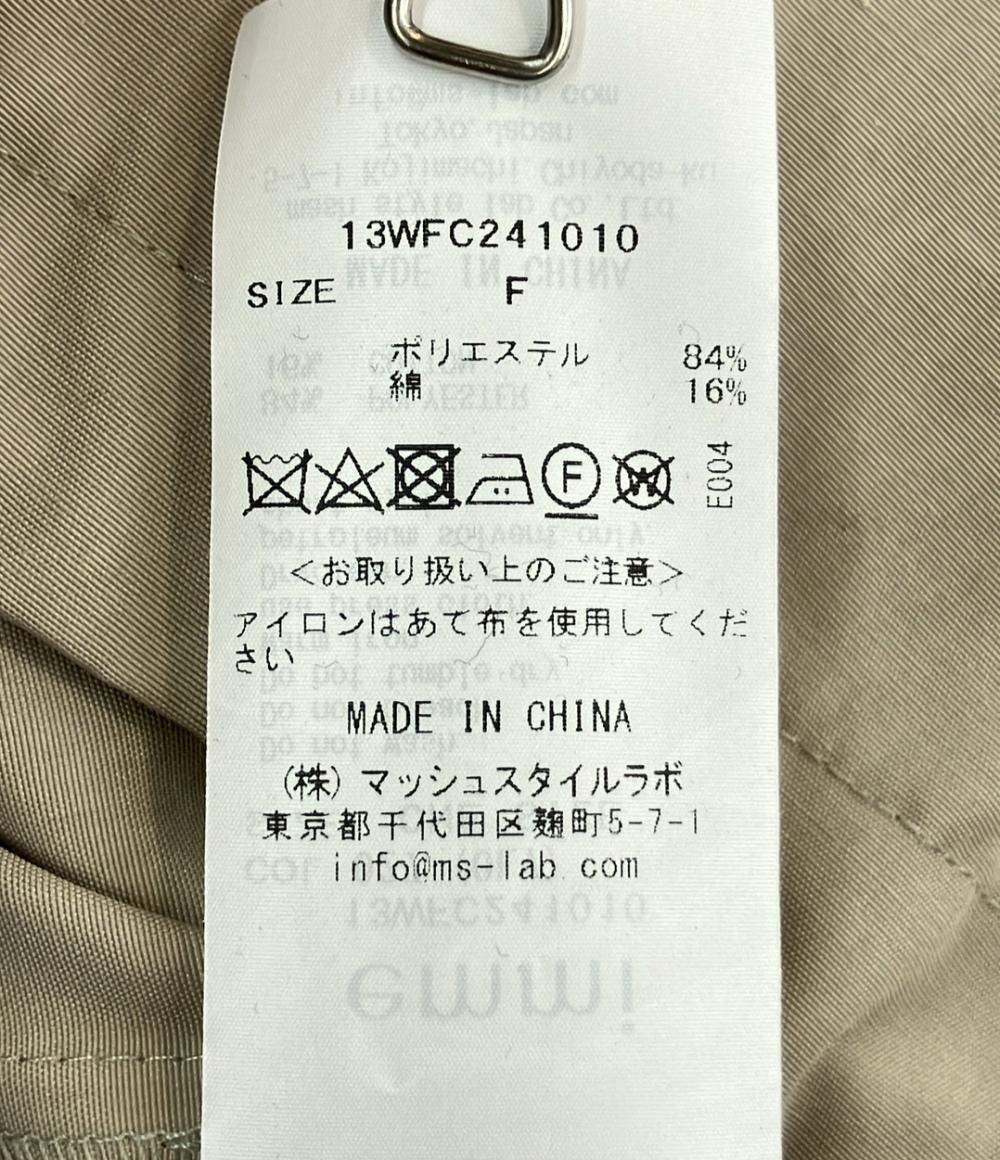 13WFC241010
SIZE F
ポリエステル 84%
綿 16%
F W E004
<お取り扱い上のご注意>
アイロンはあて布を使用してくだ
さい
MADE IN CHINA
(株)マッシュスタイルラボ
東京都千代田区麹町5-7-1
info@ms-lab.com